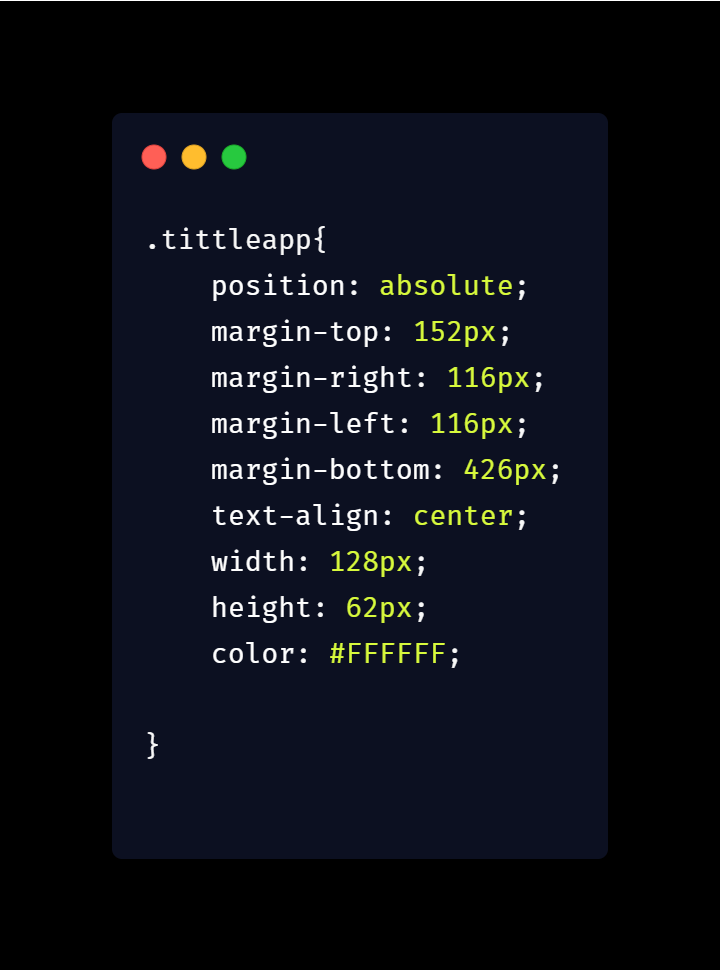 .tittleapp{
    position: absolute;
    margin-top: 152px;
    margin-right: 116px;
    margin-left: 116px;
    margin-bottom: 426px;
    text-align: center;
    width: 128px;
    height: 62px;
    color: #FFFFFF;
}